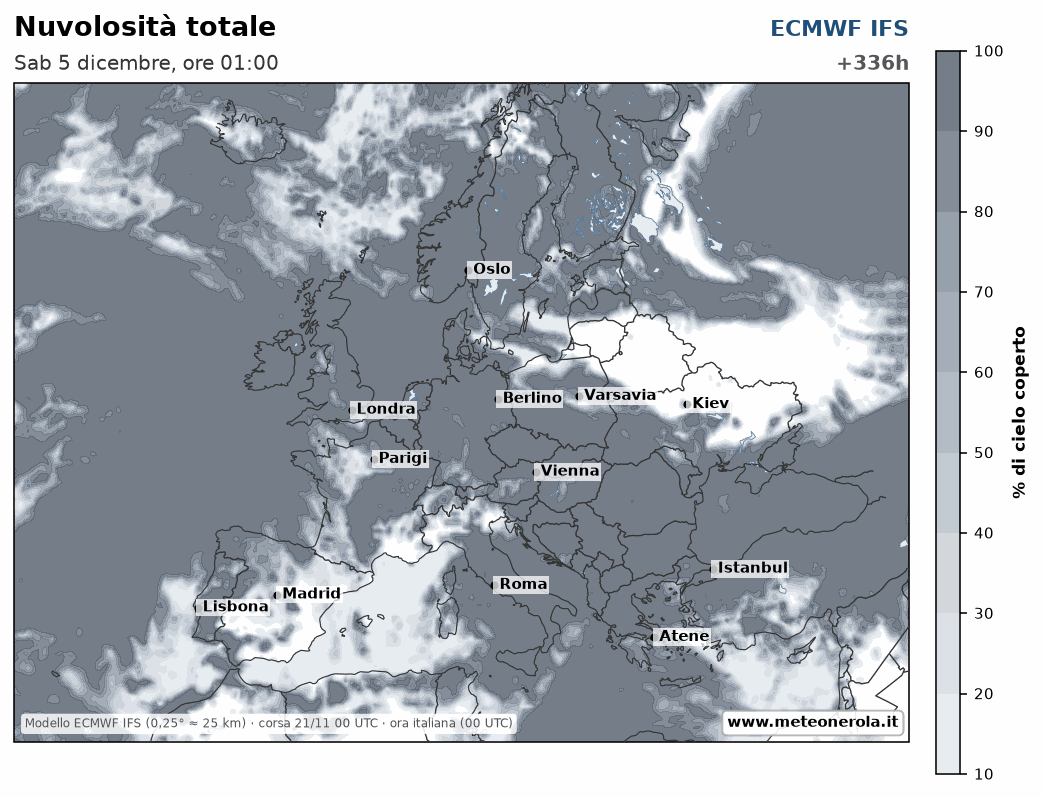 Nuvolosità totale
ECMWF IFS
Sab 5 dicembre, ore 01:00
+336h
100
90
80
70
60
50
40
30
20
10
% di cielo coperto
Oslo
Berlino
Varsavia
Kiev
Londra
Parigi
Vienna
Istanbul
Roma
Madrid
Lisbona
Atene
Modello ECMWF IFS (0,25° ≈ 25 km) · corsa 21/11 00 UTC · ora italiana (00 UTC)
www.meteonerola.it